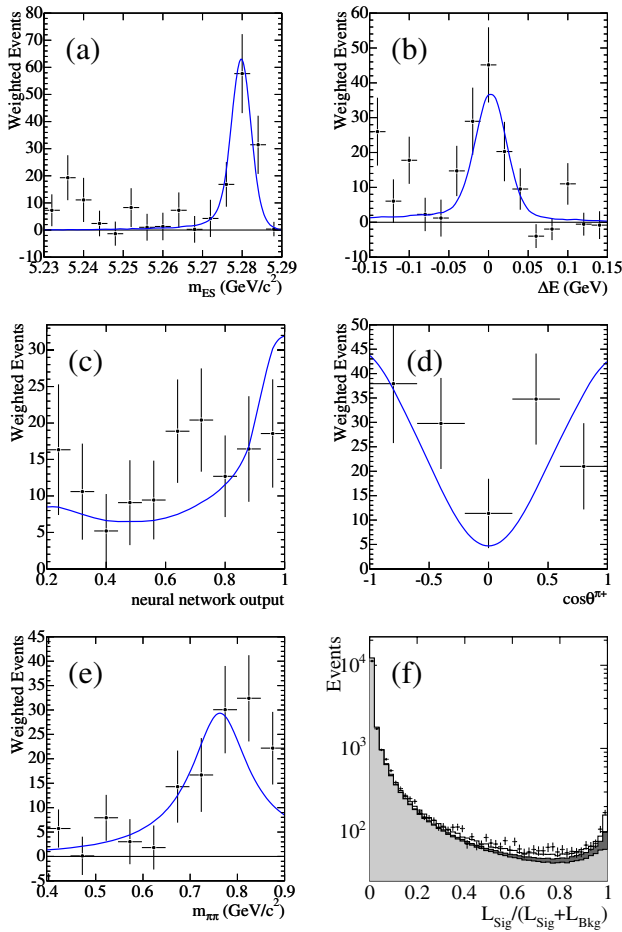 (a)
Weighted Events
80
70
60
50
40
30
20
10
0
-10
5.23 5.24 5.25 5.26 5.27 5.28 5.29
m_ES (GeV/c²)
(b)
Weighted Events
60
50
40
30
20
10
0
-10
-0.15 -0.1 -0.05 0 0.05 0.1 0.15
ΔE (GeV)
(c)
Weighted Events
30
25
20
15
10
5
0
0.2 0.4 0.6 0.8 1
neural network output
(d)
Weighted Events
50
45
40
35
30
25
20
15
10
5
0
-1 -0.5 0 0.5 1
cosθ^π+
(e)
Weighted Events
45
40
35
30
25
20
15
10
5
0
-5
0.4 0.5 0.6 0.7 0.8 0.9
m_ππ (GeV/c²)
(f)
Events
10⁴
10³
10²
0 0.2 0.4 0.6 0.8 1
L_Sig/(L_Sig+L_Bkg)